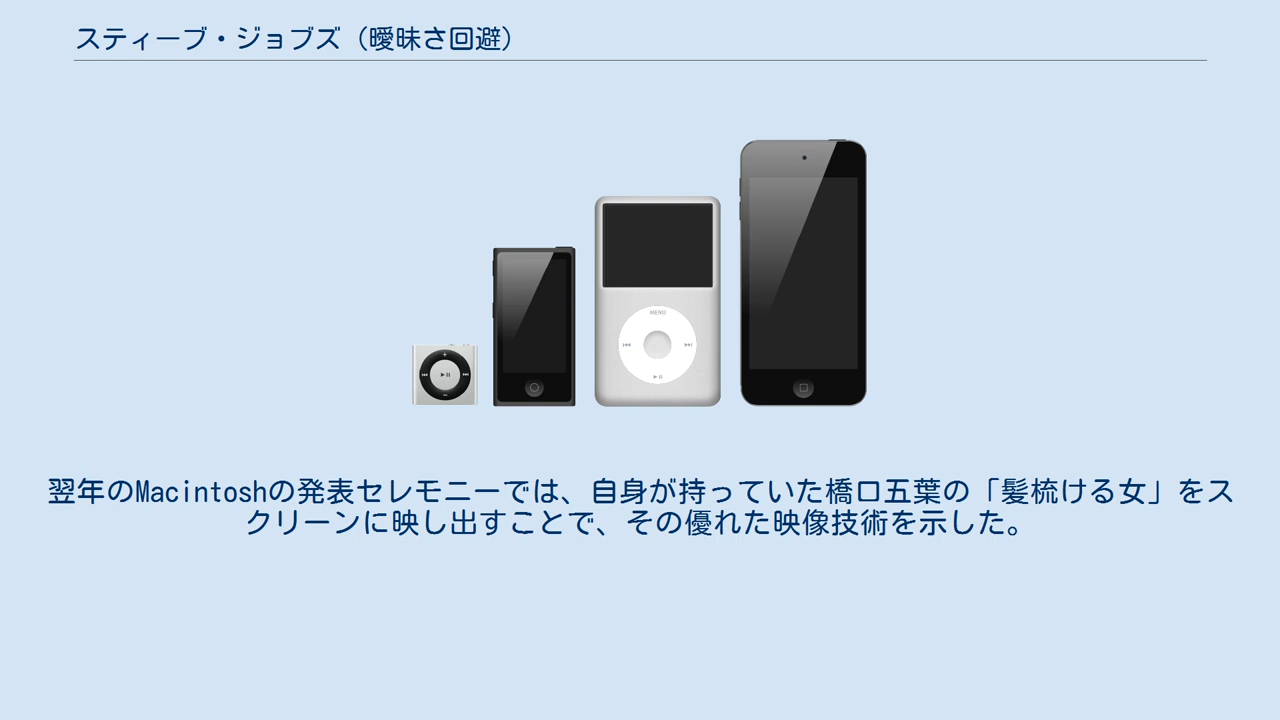 スティーブ・ジョブズ（曖昧さ回避）
MENU
翌年のMacintoshの発表セレモニーでは、自身が持っていた橋口五葉の「髪梳ける女」をス
クリーンに映し出すことで、その優れた映像技術を示した。